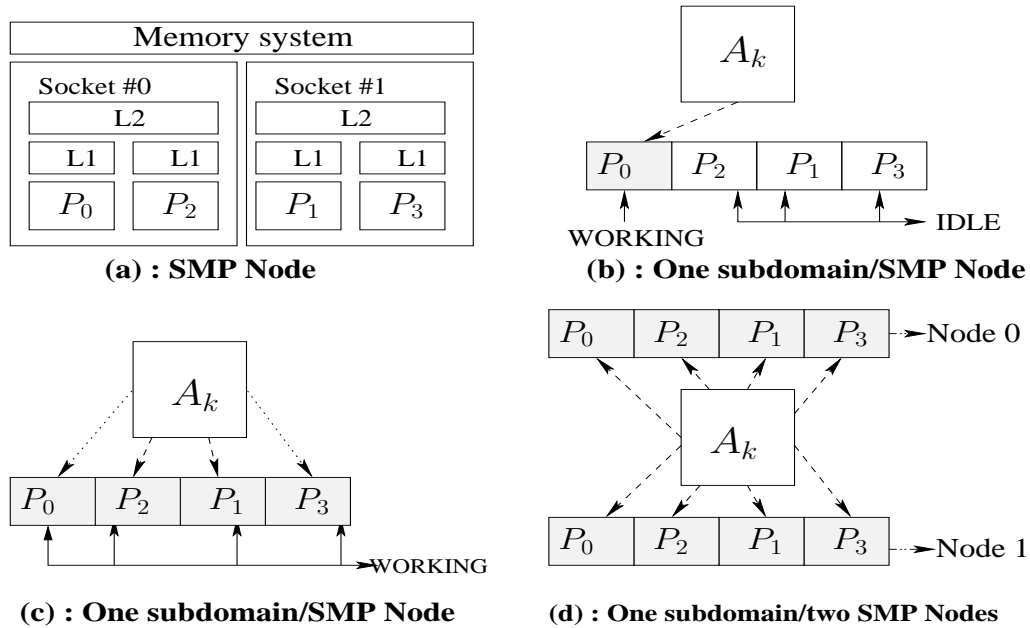 Memory system
Socket #0
L2
L1 L1
P0 P2
Socket #1
L2
L1 L1
P1 P3
(a) : SMP Node
Ak
P0 P2 P1 P3
IDLE
WORKING
(b) : One subdomain/SMP Node
Ak
P0 P2 P1 P3
WORKING
(c) : One subdomain/SMP Node
P0 P2 P1 P3 Node 0
Ak
P0 P2 P1 P3 Node 1
(d) : One subdomain/two SMP Nodes